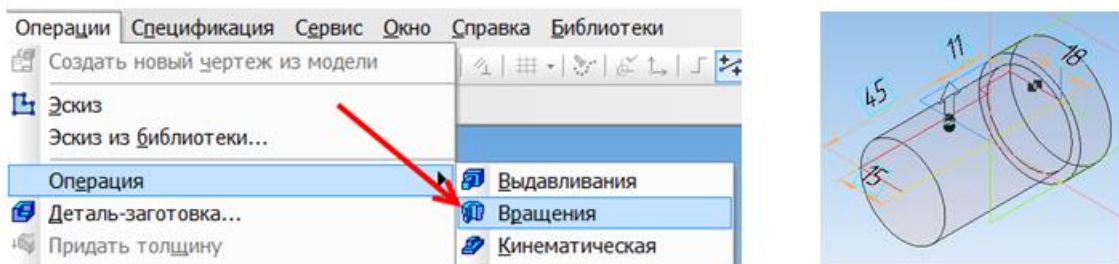 Операции Спецификация Сервис Окно Справка Библиотеки
Создать новый чертеж из модели
Эскиз
Эскиз из библиотеки...
Операция
Выдавливания
Деталь-заготовка...
Вращения
Придать толщину
Кинематическая
11
18
45
15